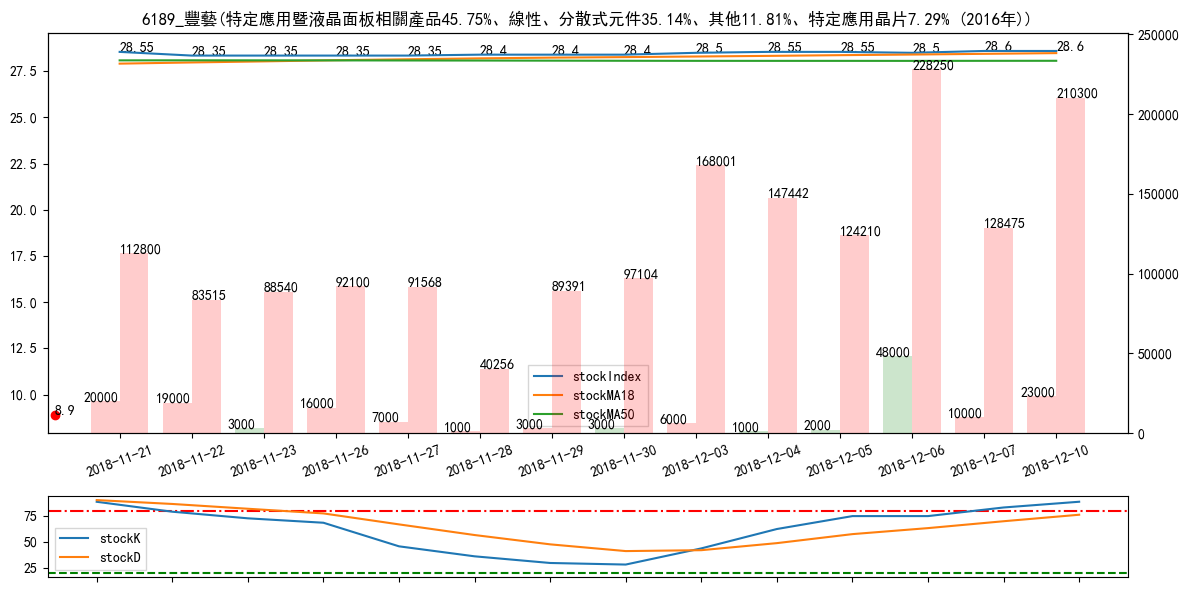 6189_豐藝(特定應用暨液晶面板相關產品45.75%、線性、分散式元件35.14%、其他11.81%、特定應用晶片7.29% (2016年))
28.55 28.35 28.35 28.35 28.35 28.4 28.4 28.4 28.5 28.55 28.55 28.5 28.6 28.6
27.5
25.0
22.5
20.0
17.5
15.0
12.5
10.0
250000
200000
150000
100000
50000
0
112800 83515 88540 92100 91568 40256 89391 97104 168001 147442 124210 228250 128475 210300
20000 19000 3000 16000 7000 1000 3000 3000 6000 1000 2000 48000 10000 23000
8.9
stockIndex
stockMA18
stockMA50
2018-11-21 2018-11-22 2018-11-23 2018-11-26 2018-11-27 2018-11-28 2018-11-29 2018-11-30 2018-12-03 2018-12-04 2018-12-05 2018-12-06 2018-12-07 2018-12-10
75
50
25
stockK
stockD